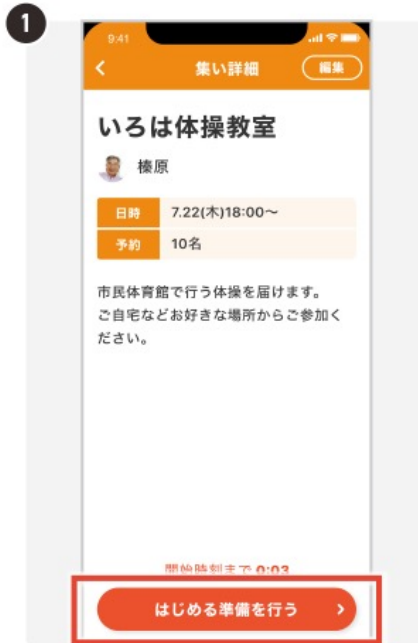 1
9:41
集い詳細
編集
いろは体操教室
榛原
日時 7.22(木)18:00〜
予約 10名
市民体育館で行う体操を届けます。
ご自宅などお好きな場所からご参加く
ださい。
開始時刻まで 0:03
はじめる準備を行う